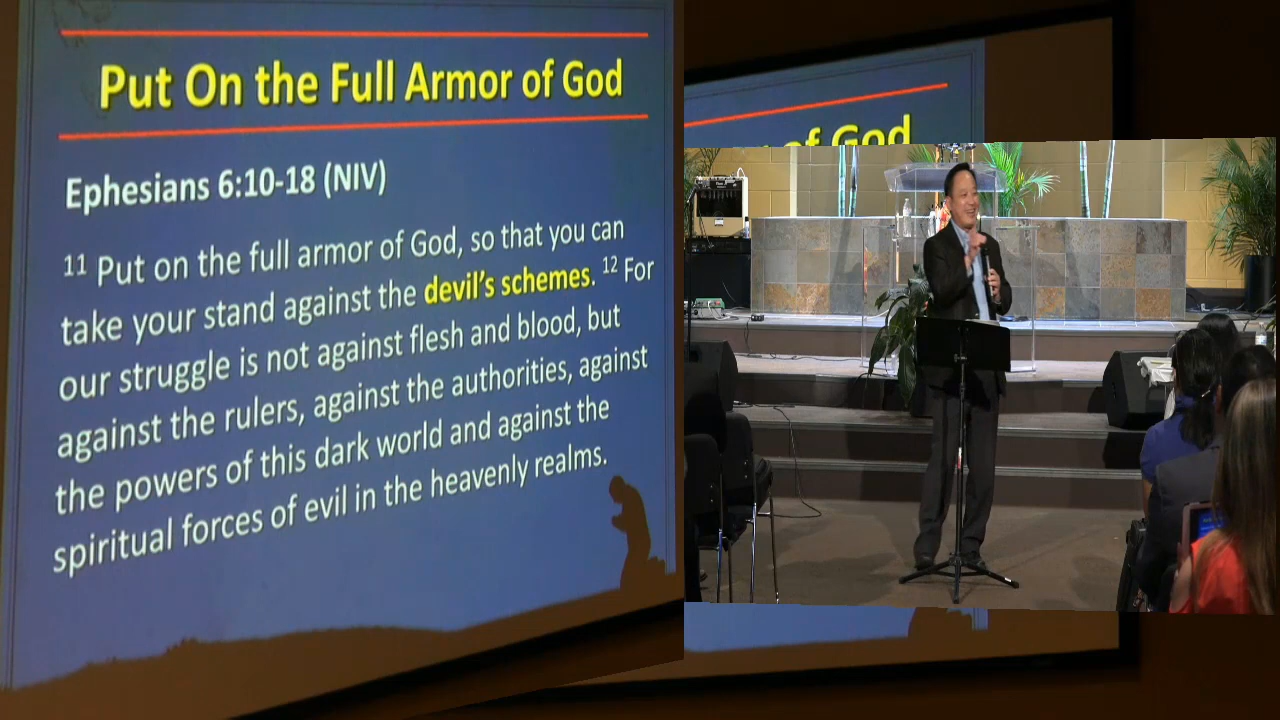 Put On the Full Armor of God
Ephesians 6:10-18 (NIV)
11 Put on the full armor of God, so that you can
take your stand against the devil's schemes. 12 For
our struggle is not against flesh and blood, but
against the rulers, against the authorities, against
the powers of this dark world and against the
spiritual forces of evil in the heavenly realms.
of God